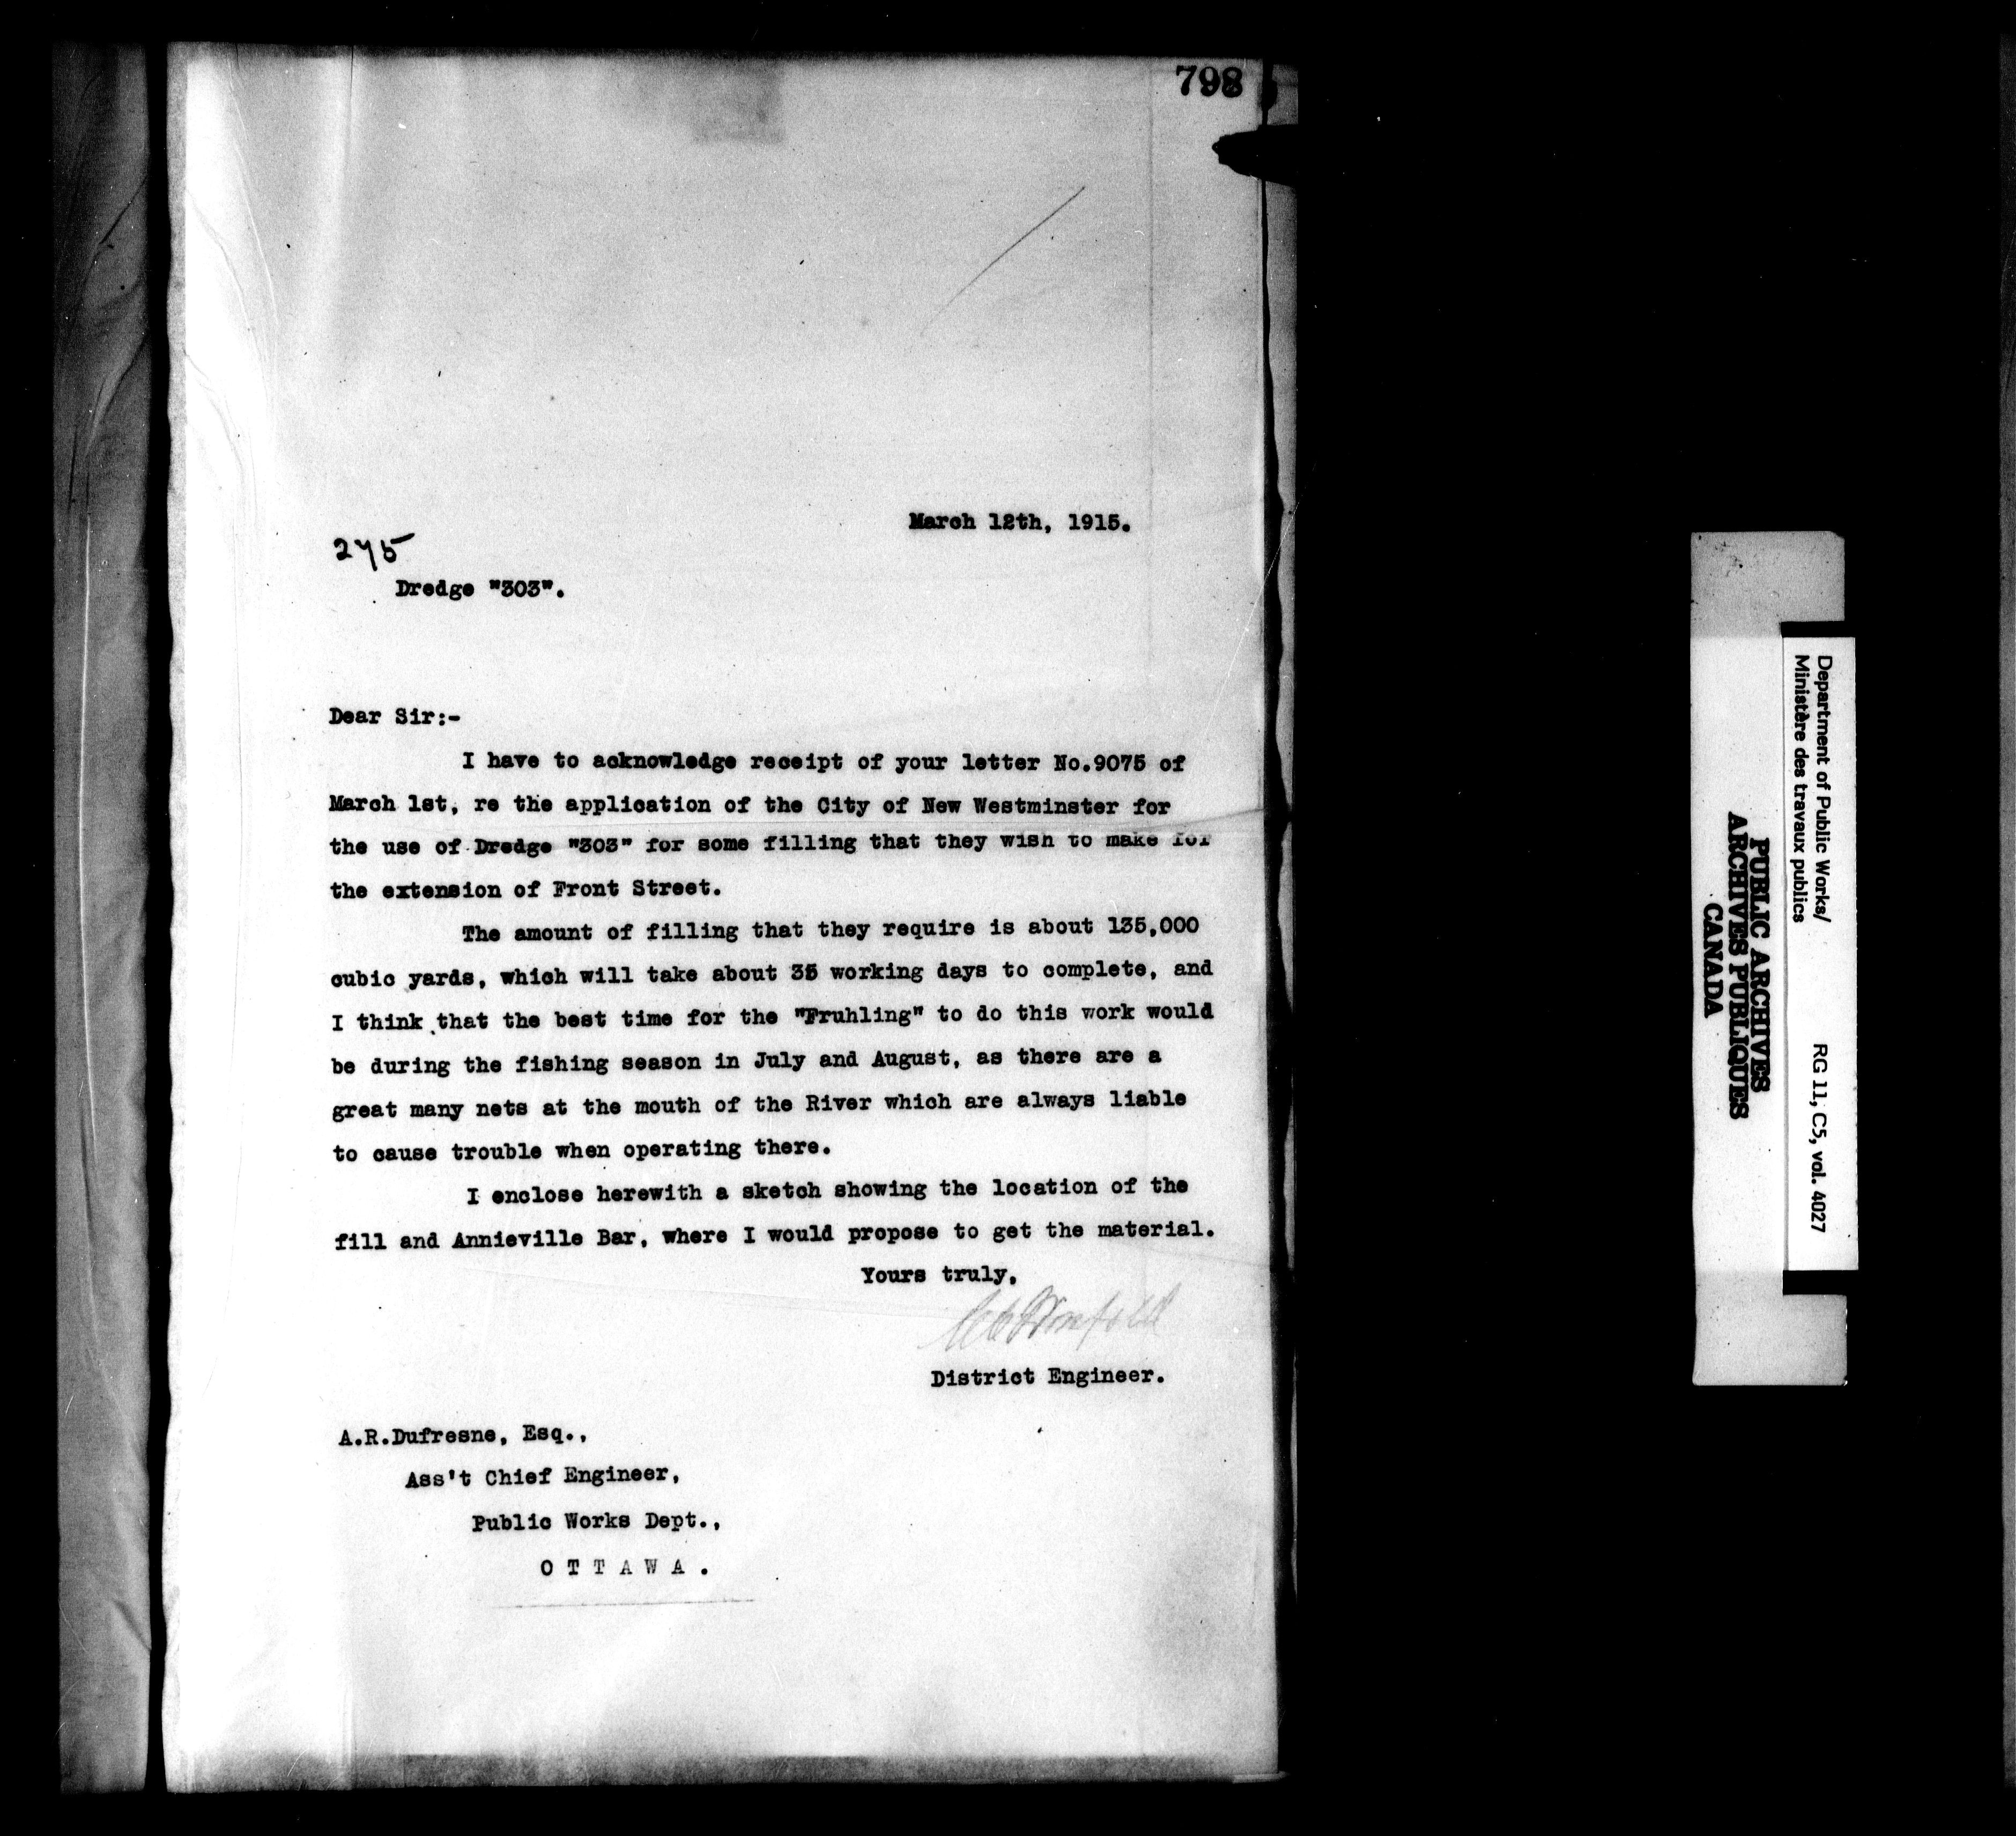 798
March 12th, 1915.
245
Dredge "303".
Dear Sir:-
I have to acknowledge receipt of your letter No.9075 of
March 1st, re the application of the City of New Westminster for
the use of Dredge "303" for some filling that they wish to make for
the extension of Front Street.
The amount of filling that they require is about 135,000
cubic yards, which will take about 35 working days to complete, and
I think that the best time for the "Fruhling" to do this work would
be during the fishing season in July and August, as there are a
great many nets at the mouth of the River which are always liable
to cause trouble when operating there.
I enclose herewith a sketch showing the location of the
fill and Annieville Bar, where I would propose to get the material.
Yours truly,
District Engineer.
A.R.Dufresne, Esq.,
Ass't Chief Engineer,
Public Works Dept.,
O T T A W A .
Department of Public Works/
Ministère des travaux publics
RG 11, C5, vol. 4027
PUBLIC ARCHIVES
ARCHIVES PUBLIQUES
CANADA